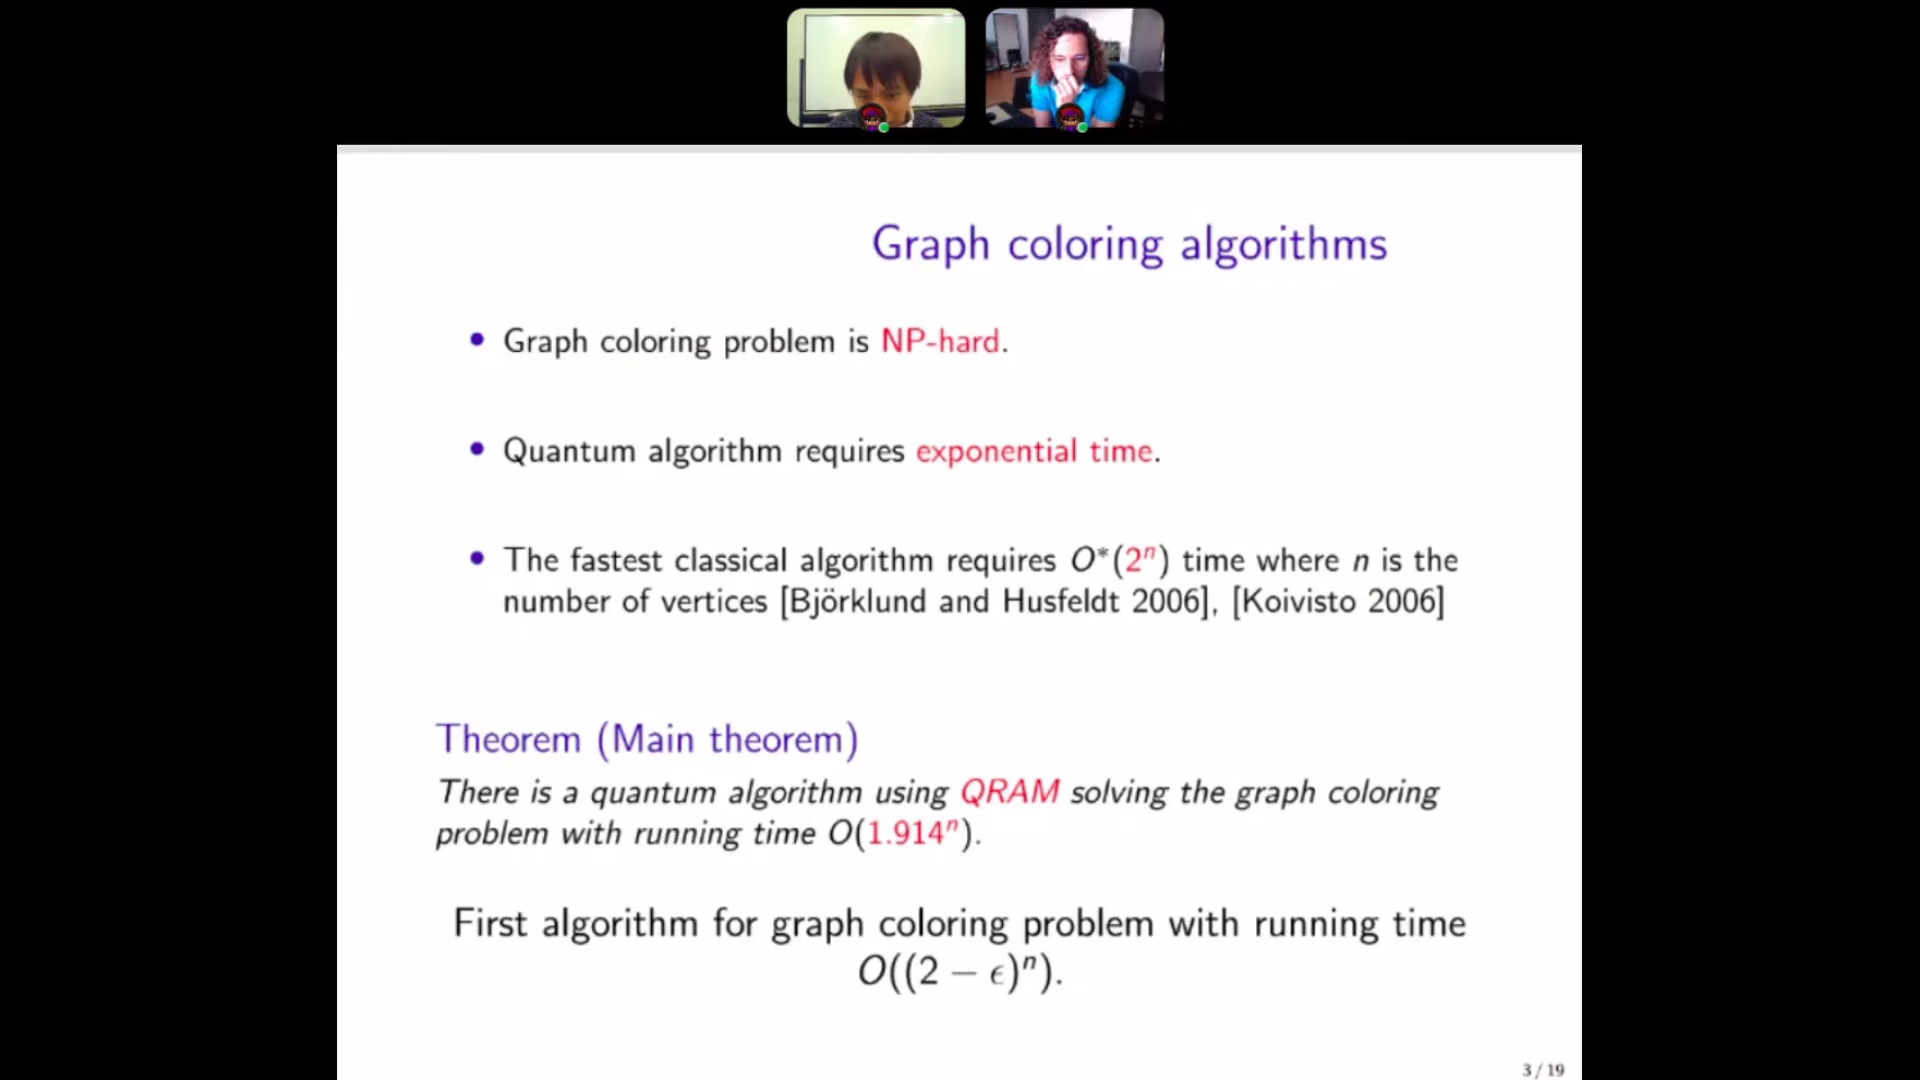 Graph coloring algorithms
• Graph coloring problem is NP-hard.
• Quantum algorithm requires exponential time.
• The fastest classical algorithm requires O*(2ⁿ) time where n is the
number of vertices [Björklund and Husfeldt 2006], [Koivisto 2006]
Theorem (Main theorem)
There is a quantum algorithm using QRAM solving the graph coloring
problem with running time O(1.914ⁿ).
First algorithm for graph coloring problem with running time
O((2 − ϵ)ⁿ).
3 / 19